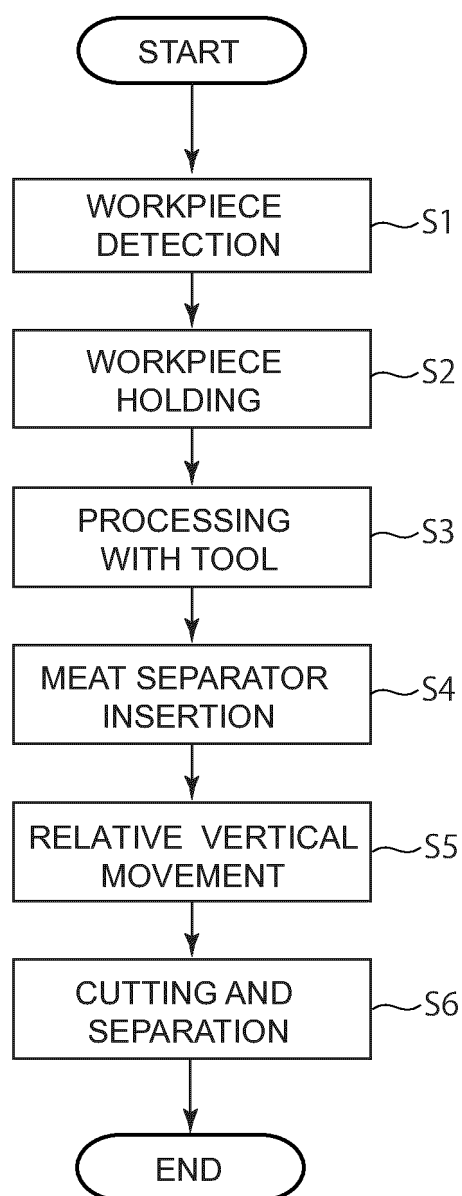 START
WORKPIECE
DETECTION
S1
WORKPIECE
HOLDING
S2
PROCESSING
WITH TOOL
S3
MEAT SEPARATOR
INSERTION
S4
RELATIVE VERTICAL
MOVEMENT
S5
CUTTING AND
SEPARATION
S6
END